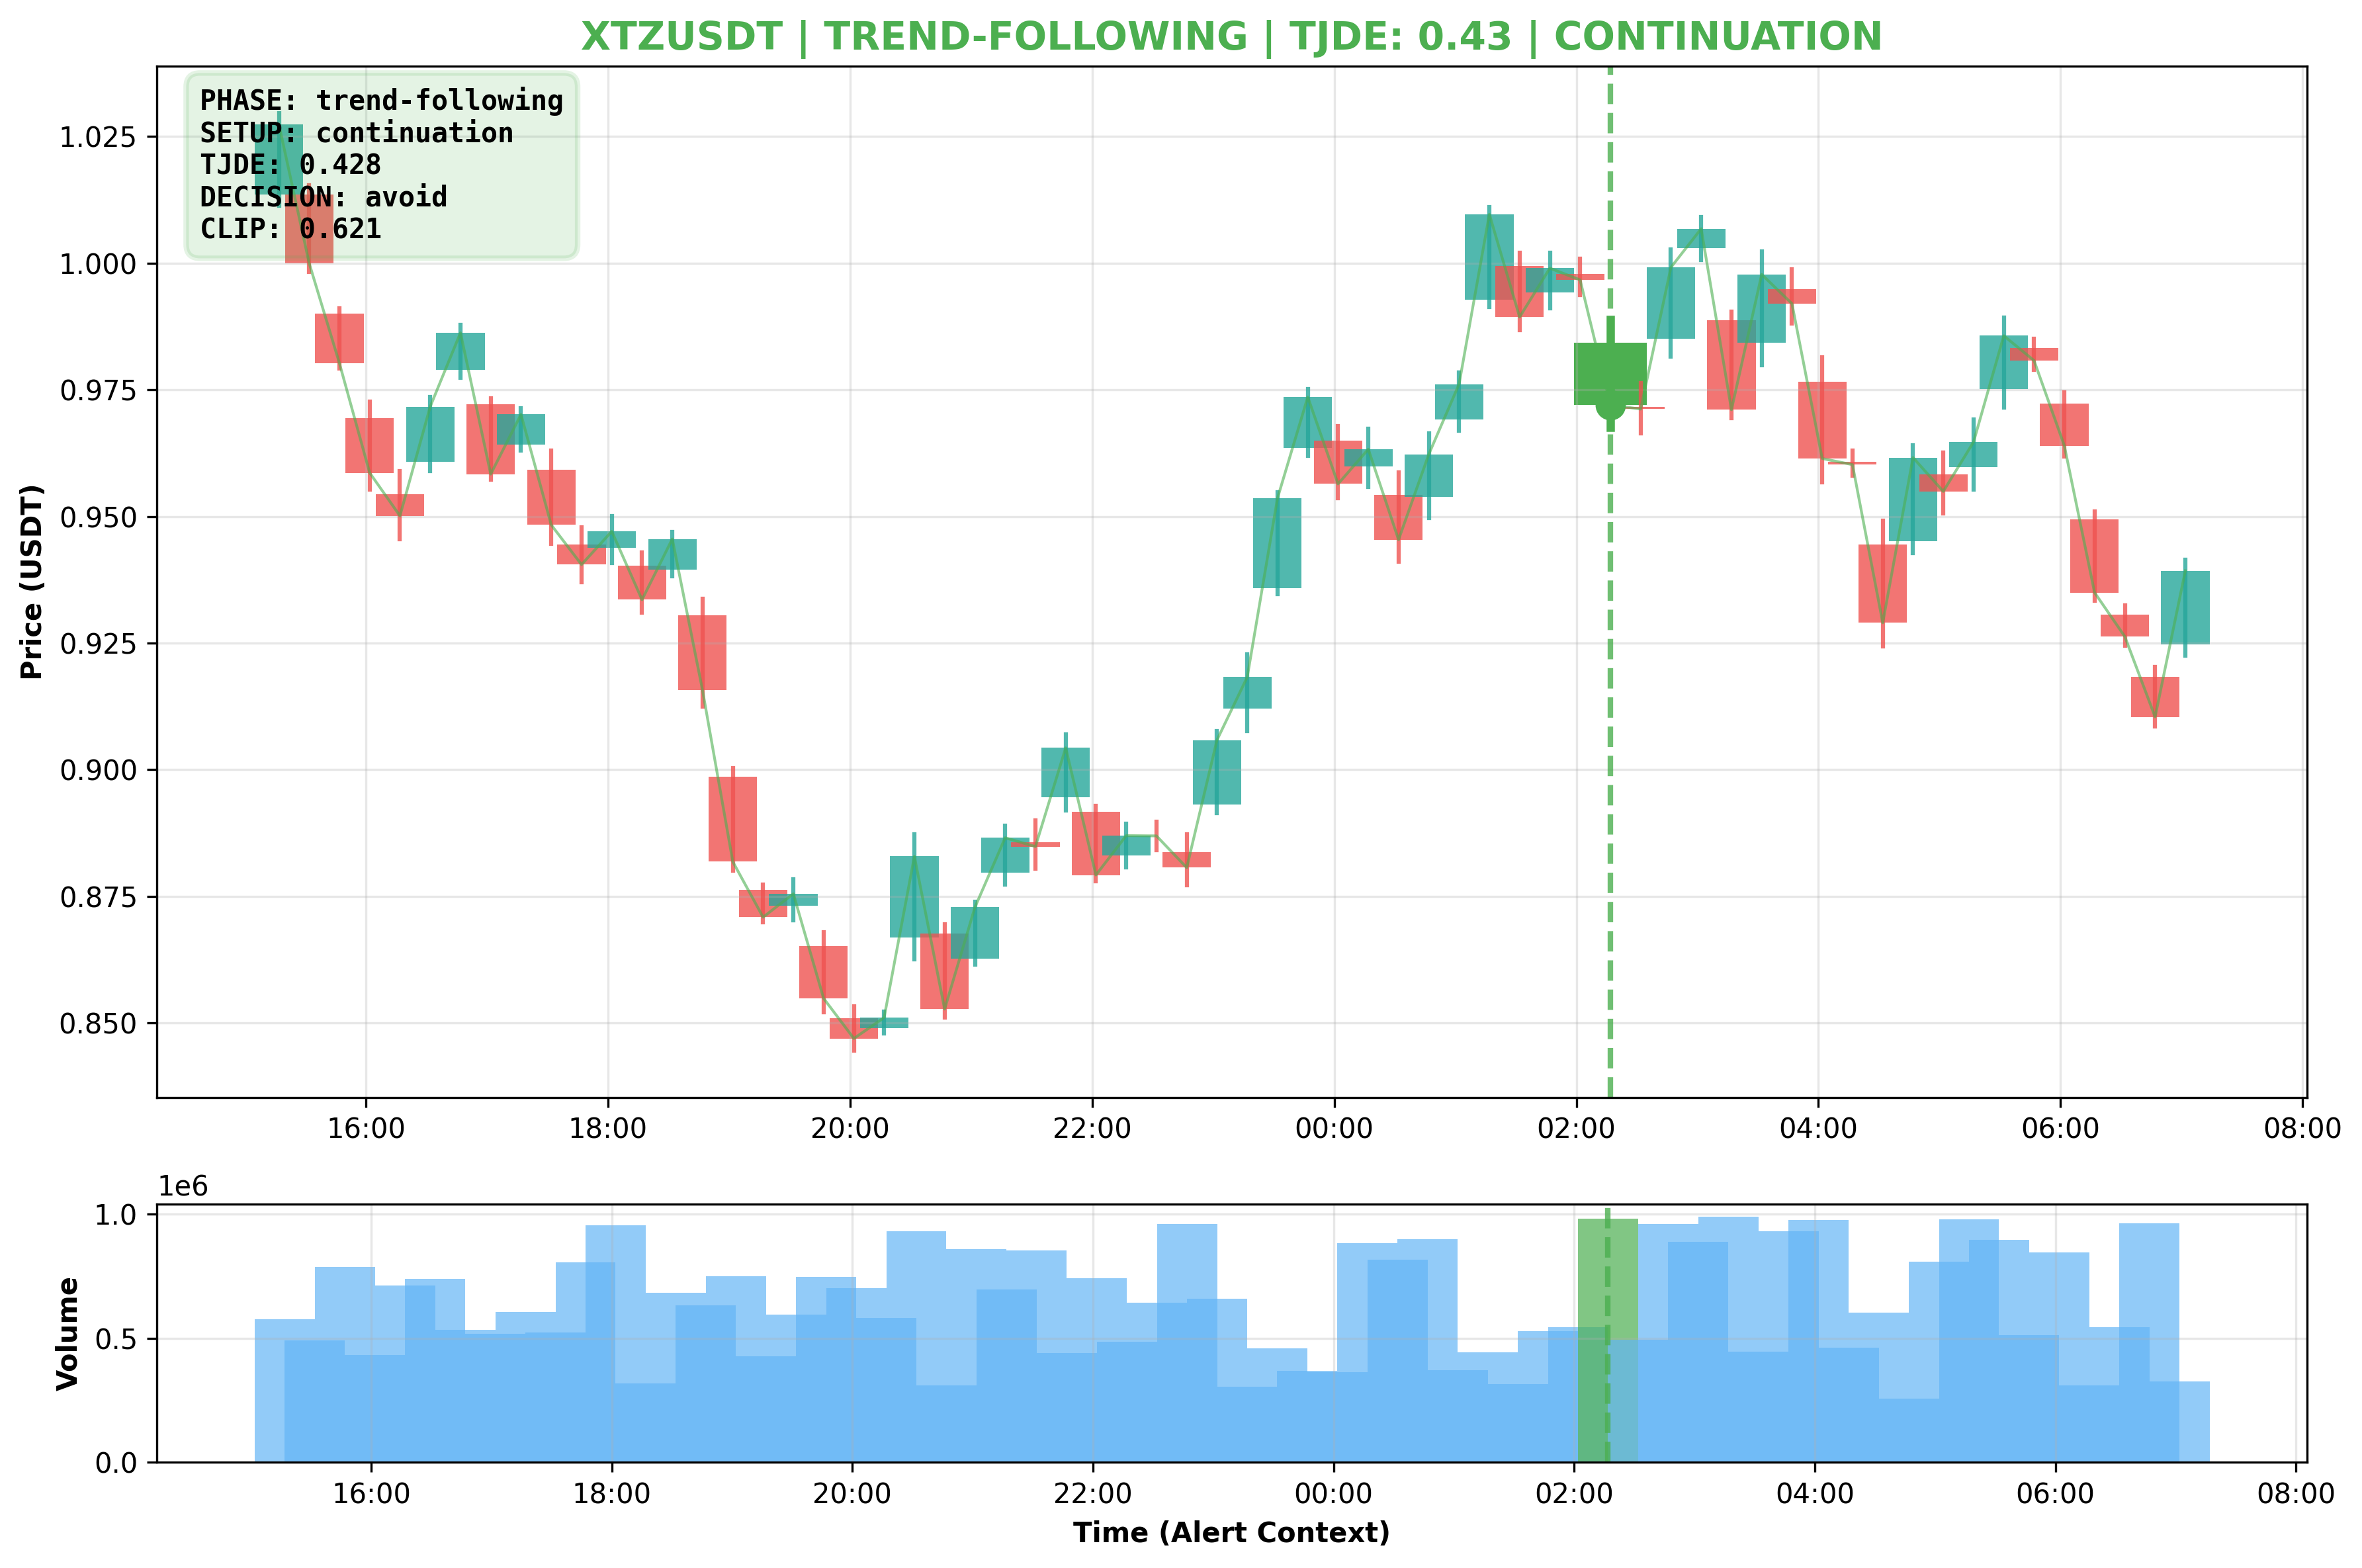 XTZUSDT | TREND-FOLLOWING | TJDE: 0.43 | CONTINUATION
PHASE: trend-following
SETUP: continuation
TJDE: 0.428
DECISION: avoid
CLIP: 0.621
Price (USDT)
1.025
1.000
0.975
0.950
0.925
0.900
0.875
0.850
16:00 18:00 20:00 22:00 00:00 02:00 04:00 06:00 08:00
1e6
Volume
1.0
0.5
0.0
16:00 18:00 20:00 22:00 00:00 02:00 04:00 06:00 08:00
Time (Alert Context)